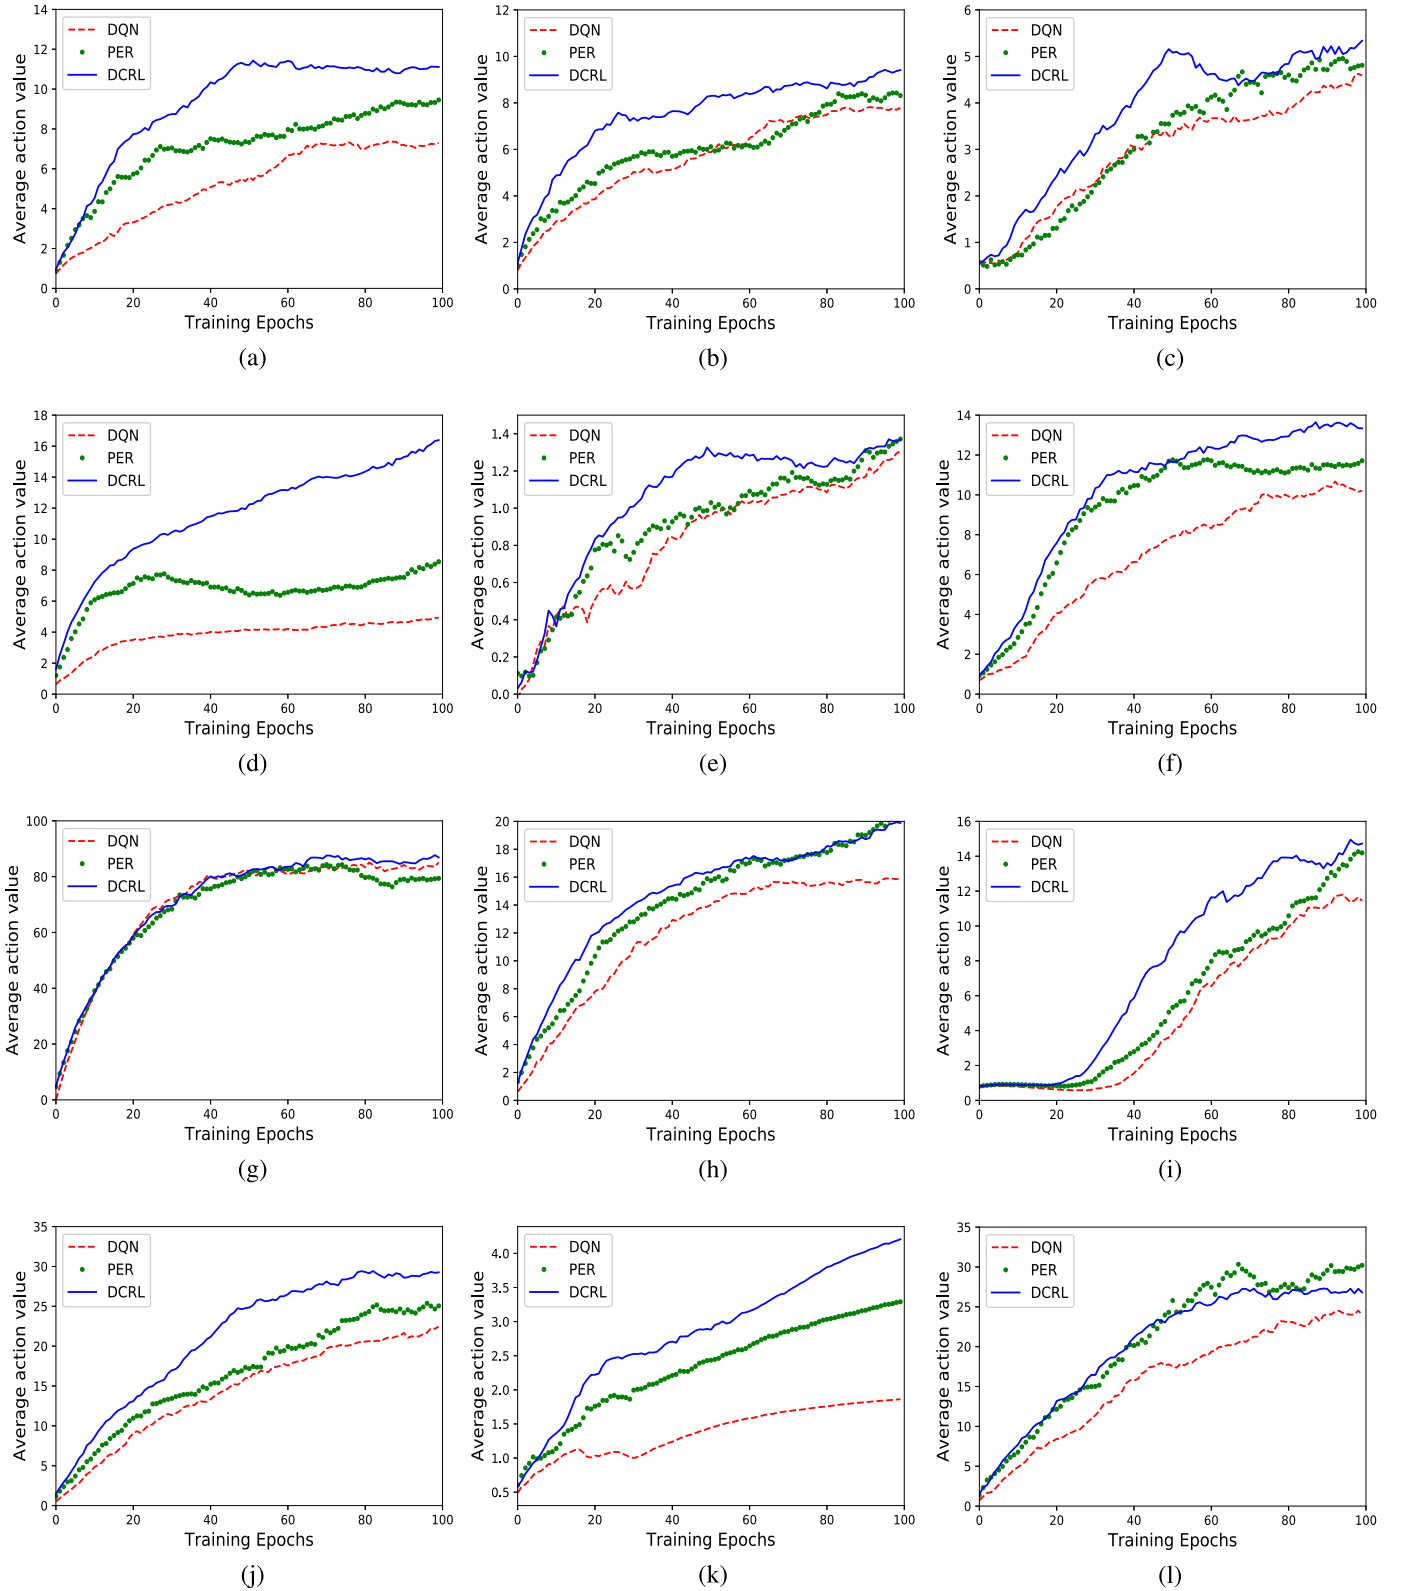 14
12
10
8
6
4
2
0
Average action value
DQN
PER
DCRL
0 20 40 60 80 100
Training Epochs
(a)
12
10
8
6
4
2
0
Average action value
DQN
PER
DCRL
0 20 40 60 80 100
Training Epochs
(b)
6
5
4
3
2
1
0
Average action value
DQN
PER
DCRL
0 20 40 60 80 100
Training Epochs
(c)
18
16
14
12
10
8
6
4
2
0
Average action value
DQN
PER
DCRL
0 20 40 60 80 100
Training Epochs
(d)
1.4
1.2
1.0
0.8
0.6
0.4
0.2
0.0
Average action value
DQN
PER
DCRL
0 20 40 60 80 100
Training Epochs
(e)
14
12
10
8
6
4
2
0
Average action value
DQN
PER
DCRL
0 20 40 60 80 100
Training Epochs
(f)
100
80
60
40
20
0
Average action value
DQN
PER
DCRL
0 20 40 60 80 100
Training Epochs
(g)
20
18
16
14
12
10
8
6
4
2
0
Average action value
DQN
PER
DCRL
0 20 40 60 80 100
Training Epochs
(h)
16
14
12
10
8
6
4
2
0
Average action value
DQN
PER
DCRL
0 20 40 60 80 100
Training Epochs
(i)
35
30
25
20
15
10
5
0
Average action value
DQN
PER
DCRL
0 20 40 60 80 100
Training Epochs
(j)
4.0
3.5
3.0
2.5
2.0
1.5
1.0
0.5
Average action value
DQN
PER
DCRL
0 20 40 60 80 100
Training Epochs
(k)
35
30
25
20
15
10
5
0
Average action value
DQN
PER
DCRL
0 20 40 60 80 100
Training Epochs
(l)